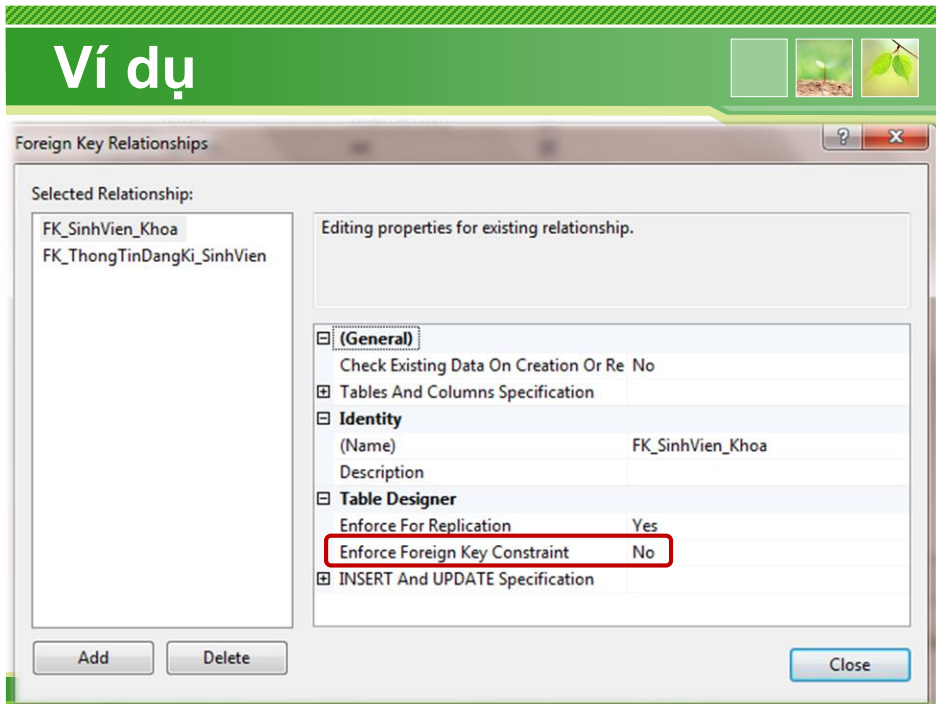 Ví dụ
Foreign Key Relationships
Selected Relationship:
FK_SinhVien_Khoa
FK_ThongTinDangKi_SinhVien
Editing properties for existing relationship.
(General)
Check Existing Data On Creation Or Re No
Tables And Columns Specification
Identity
(Name) FK_SinhVien_Khoa
Description
Table Designer
Enforce For Replication Yes
Enforce Foreign Key Constraint No
INSERT And UPDATE Specification
Add Delete
Close